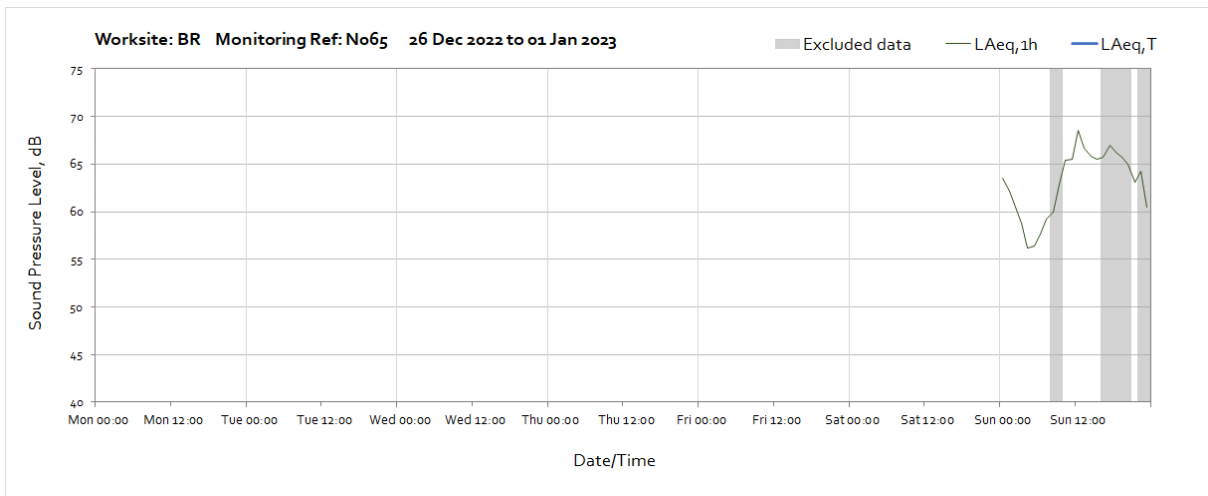 Worksite: BR Monitoring Ref: N065 26 Dec 2022 to 01 Jan 2023
Excluded data LAeq,1h LAeq,T
Sound Pressure Level, dB
75
70
65
60
55
50
45
40
Mon 00:00 Mon 12:00 Tue 00:00 Tue 12:00 Wed 00:00 Wed 12:00 Thu 00:00 Thu 12:00 Fri 00:00 Fri 12:00 Sat 00:00 Sat 12:00 Sun 00:00 Sun 12:00
Date/Time